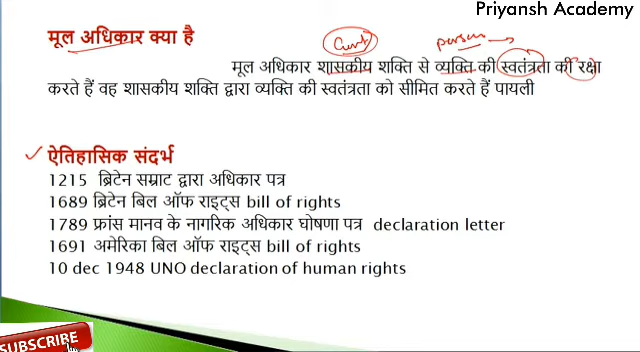 Priyansh Academy
मूल अधिकार क्या है
Govt person
मूल अधिकार शासकीय शक्ति से व्यक्ति की स्वतंत्रता की रक्षा
करते हैं वह शासकीय शक्ति द्वारा व्यक्ति की स्वतंत्रता को सीमित करते हैं पायली
ऐतिहासिक संदर्भ
1215 ब्रिटेन सम्राट द्वारा अधिकार पत्र
1689 ब्रिटेन बिल ऑफ राइट्स bill of rights
1789 फ्रांस मानव के नागरिक अधिकार घोषणा पत्र declaration letter
1691 अमेरिका बिल ऑफ राइट्स bill of rights
10 dec 1948 UNO declaration of human rights
SUBSCRIBE